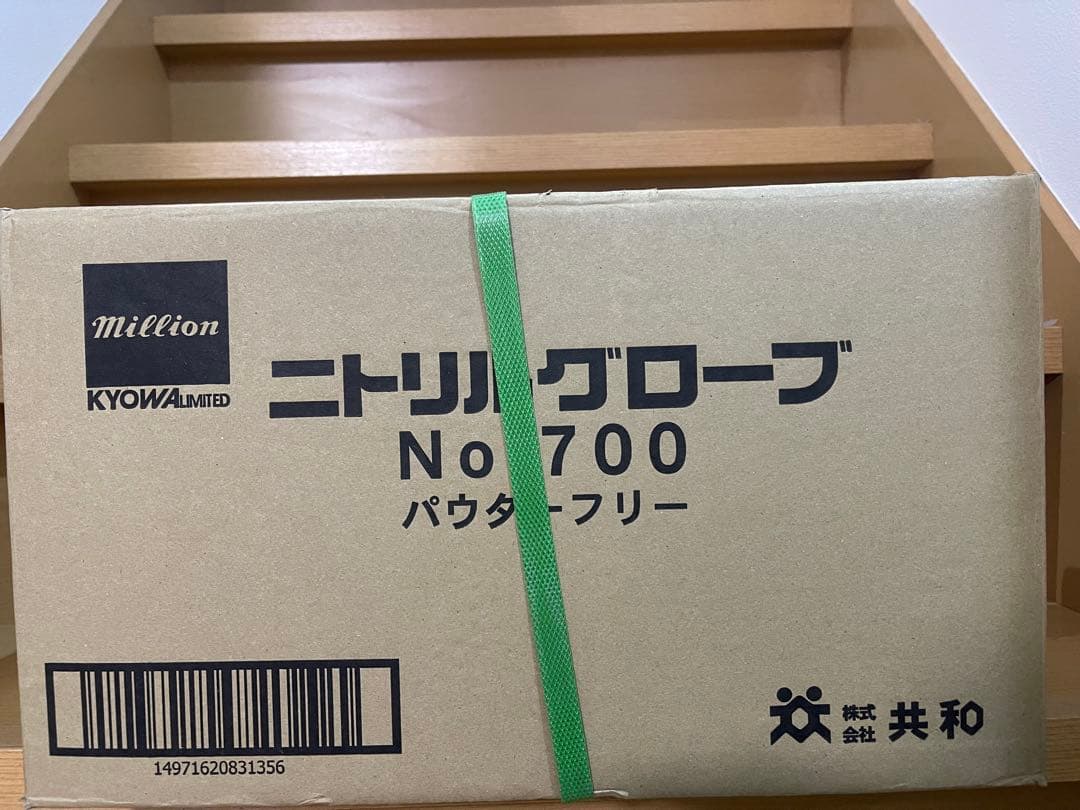 million
KYOWA LIMITED
ニトリルグローブ
No.700
パウダーフリー
14971620831356
株式会社 共和